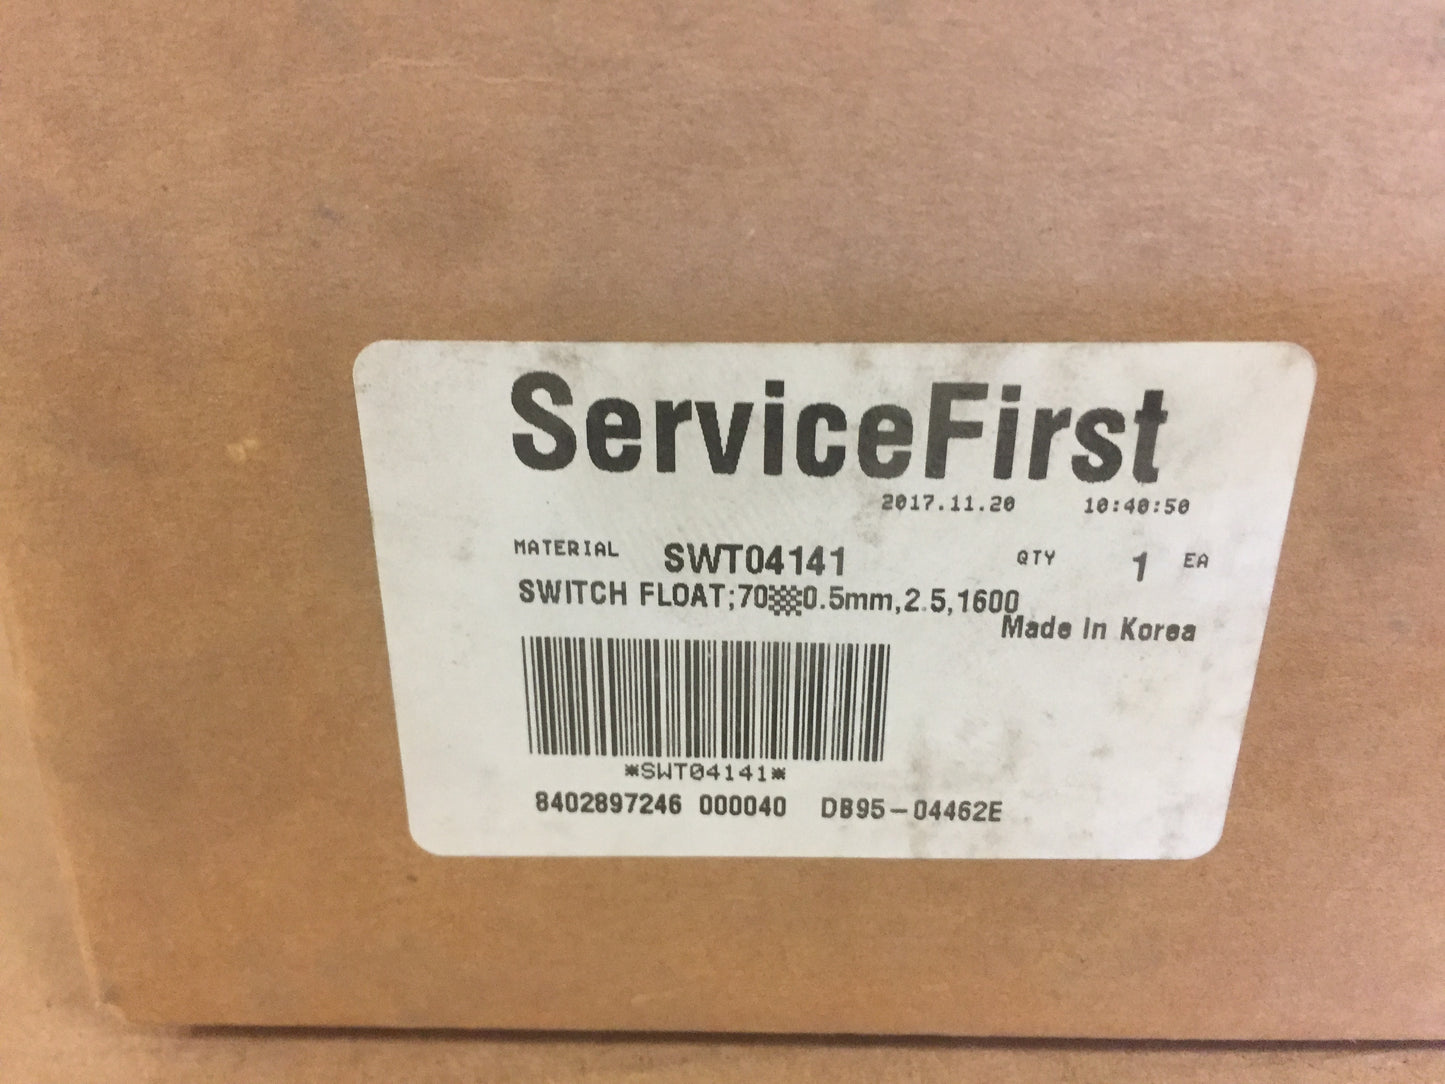 ServiceFirst
2017.11.20 10:40:50
MATERIAL SWT04141 QTY 1 EA
SWITCH FLOAT;70▒▒0.5mm,2.5,1600
Made In Korea
*SWT04141*
8402897246 000040 DB95-04462E